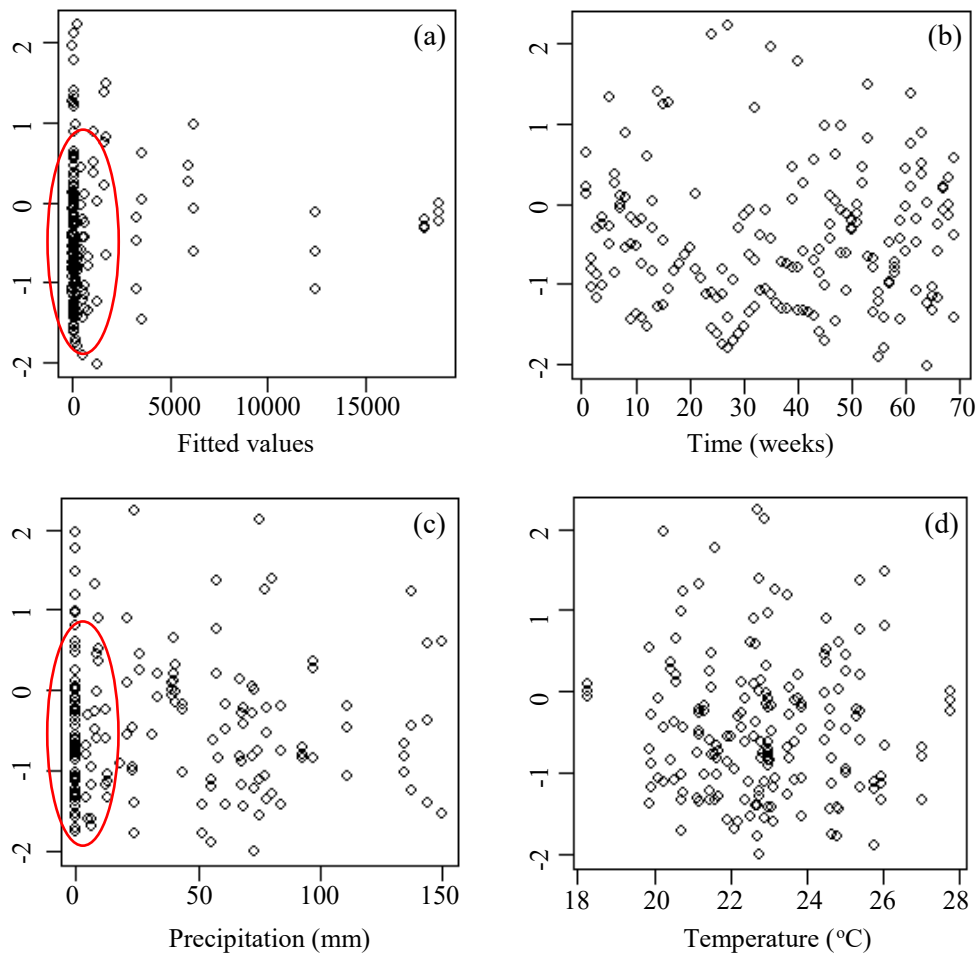 (a)
2
1
0
-1
-2
0 5000 10000 15000
Fitted values
(b)
2
1
0
-1
-2
0 10 20 30 40 50 60 70
Time (weeks)
(c)
2
1
0
-1
-2
0 50 100 150
Precipitation (mm)
(d)
2
1
0
-1
-2
18 20 22 24 26 28
Temperature (°C)